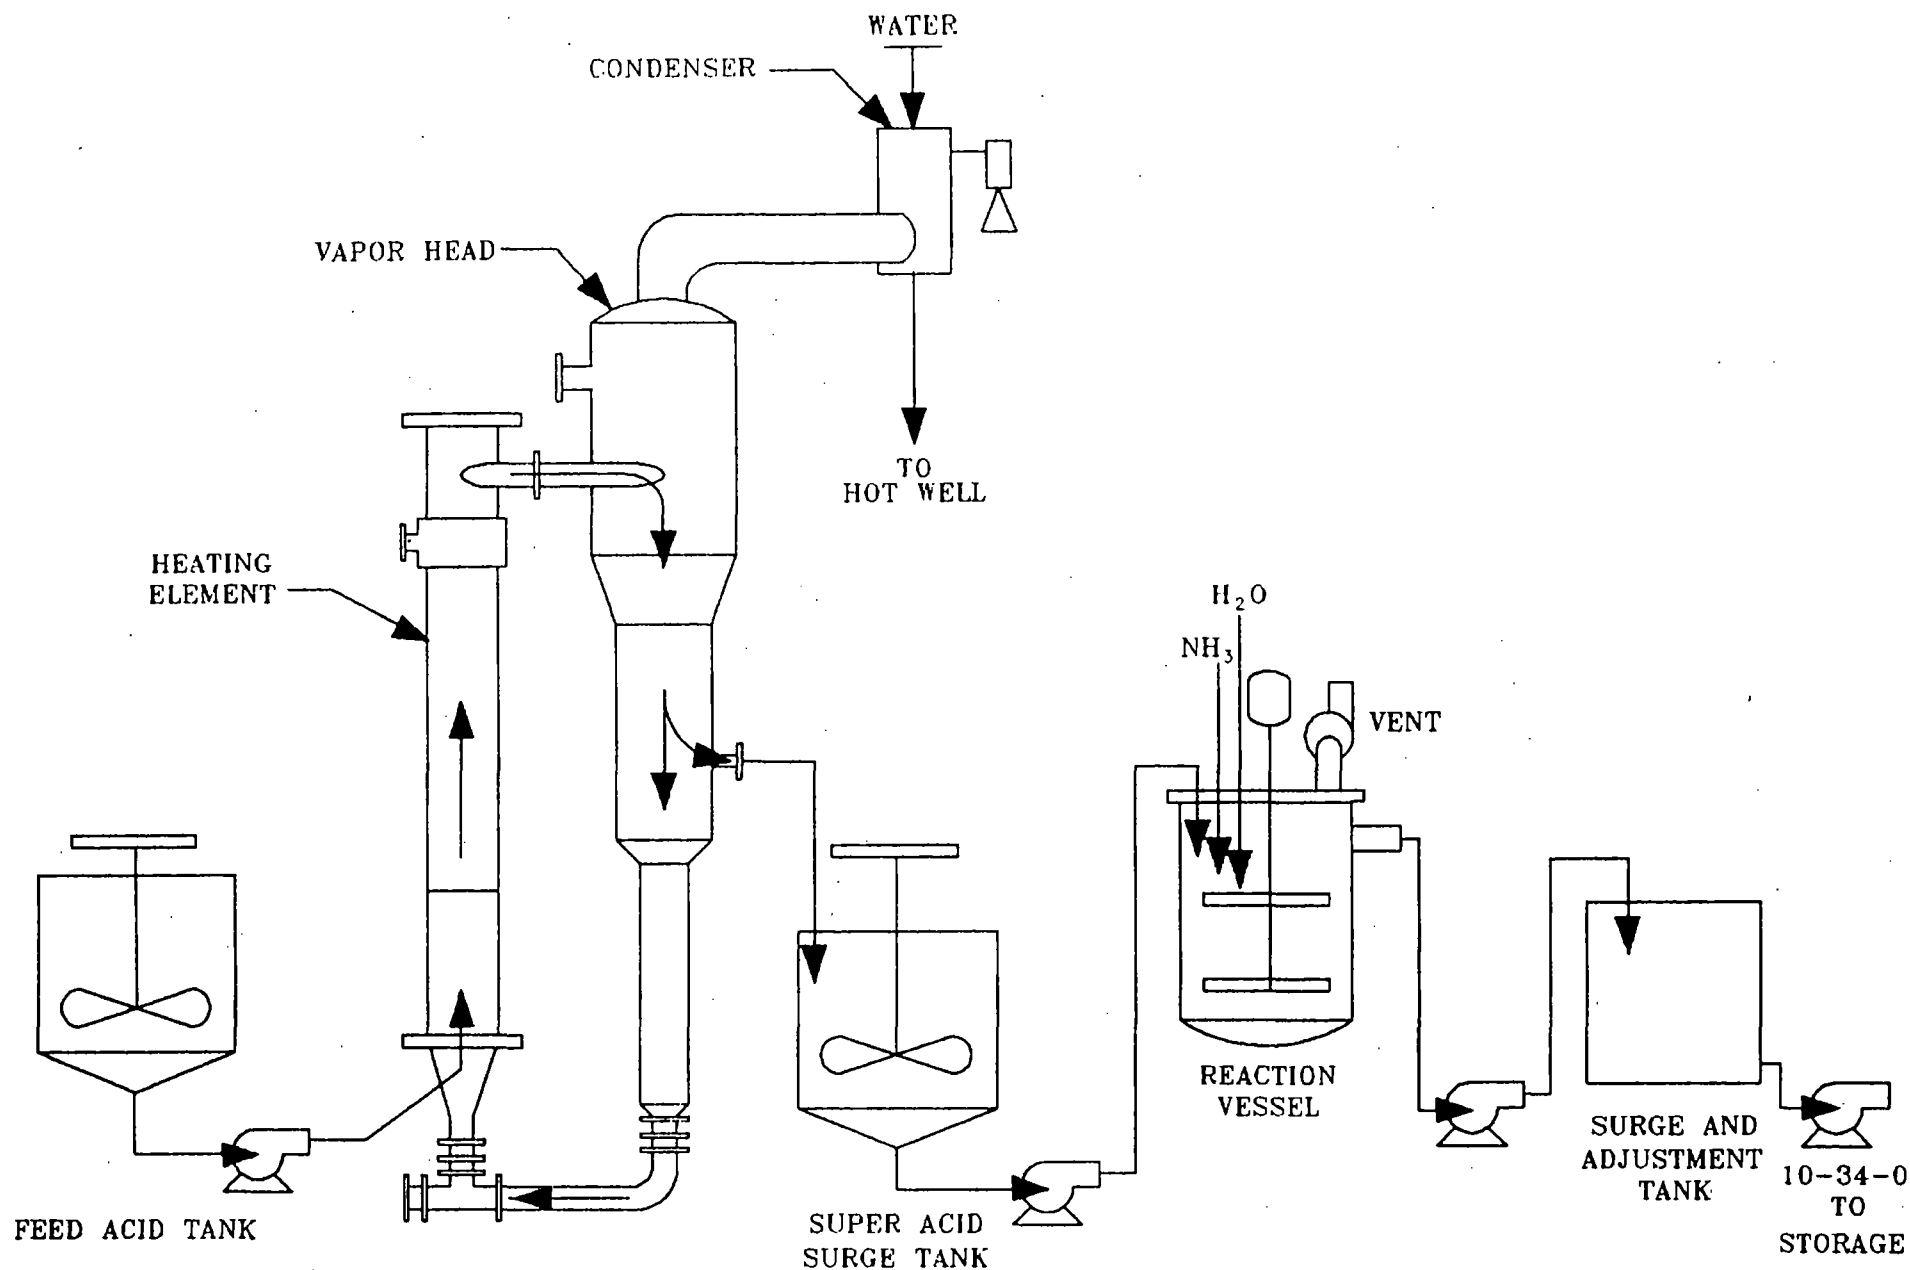 WATER
CONDENSER
VAPOR HEAD
TO
HOT WELL
HEATING
ELEMENT
H₂O
NH₃
VENT
REACTION
VESSEL
SURGE AND
ADJUSTMENT
TANK
10-34-0
TO
STORAGE
FEED ACID TANK
SUPER ACID
SURGE TANK